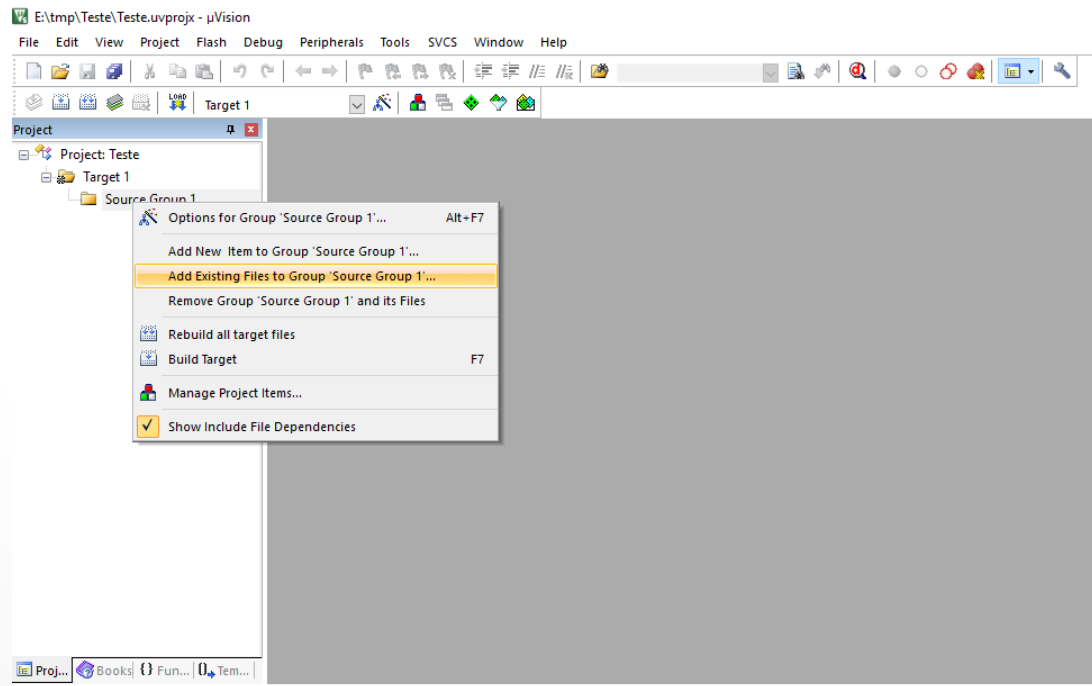 E:\tmp\Teste\Teste.uvprojx - µVision
File Edit View Project Flash Debug Peripherals Tools SVCS Window Help
LOAD Target 1
Project
Project: Teste
Target 1
Source Group 1
Options for Group 'Source Group 1'... Alt+F7
Add New Item to Group 'Source Group 1'...
Add Existing Files to Group 'Source Group 1'...
Remove Group 'Source Group 1' and its Files
Rebuild all target files
Build Target F7
Manage Project Items...
Show Include File Dependencies
Proj... Books {} Fun... 0 Tem...